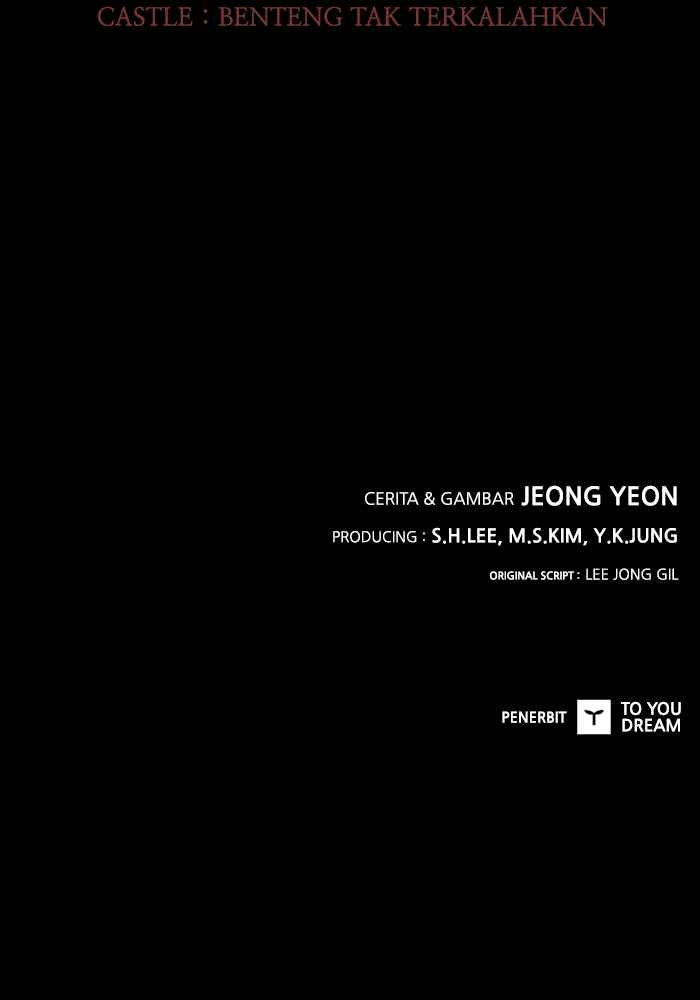 CASTLE : BENTENG TAK TERKALAHKAN
CERITA & GAMBAR JEONG YEON
PRODUCING : S.H.LEE, M.S.KIM, Y.K.JUNG
ORIGINAL SCRIPT : LEE JONG GIL
PENERBIT TO YOU
DREAM